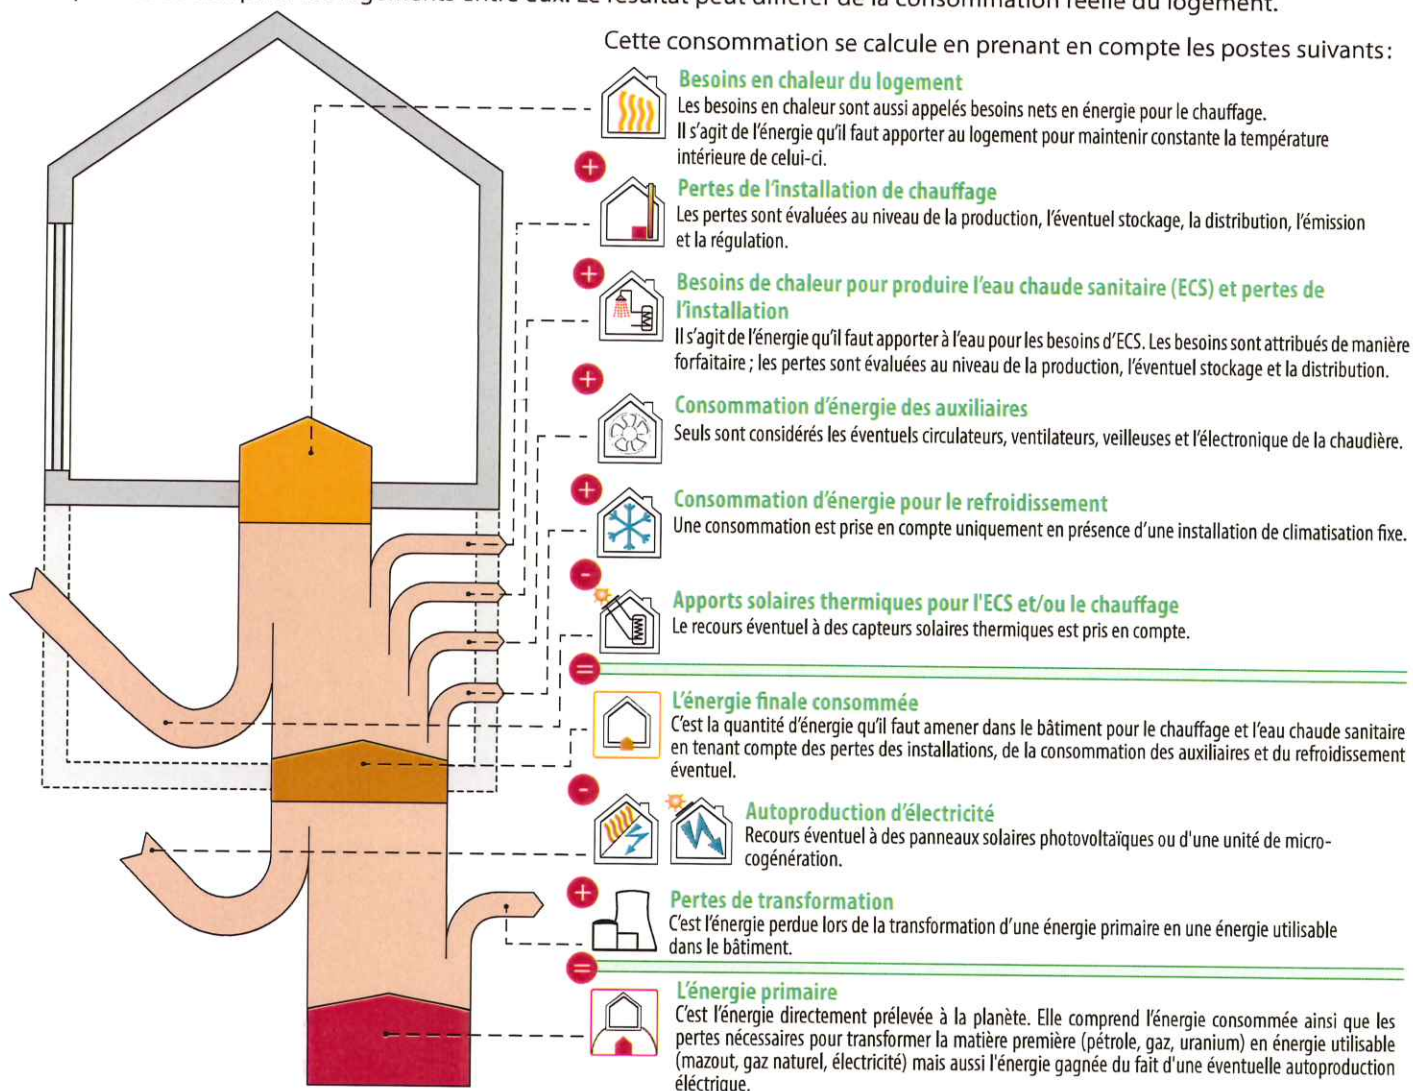 entre eux. Le résultat peut différer de la consommation réelle du logement.
Cette consommation se calcule en prenant en compte les postes suivants :
Besoins en chaleur du logement
Les besoins en chaleur sont aussi appelés besoins nets en énergie pour le chauffage.
Il s'agit de l'énergie qu'il faut apporter au logement pour maintenir constante la température
intérieure de celui-ci.
+
Pertes de l'installation de chauffage
Les pertes sont évaluées au niveau de la production, l'éventuel stockage, la distribution, l'émission
et la régulation.
+
Besoins de chaleur pour produire l'eau chaude sanitaire (ECS) et pertes de
l'installation
Il s'agit de l'énergie qu'il faut apporter à l'eau pour les besoins d'ECS. Les besoins sont attribués de manière
forfaitaire ; les pertes sont évaluées au niveau de la production, l'éventuel stockage et la distribution.
+
Consommation d'énergie des auxiliaires
Seuls sont considérés les éventuels circulateurs, ventilateurs, veilleuses et l'électronique de la chaudière.
+
Consommation d'énergie pour le refroidissement
Une consommation est prise en compte uniquement en présence d'une installation de climatisation fixe.
-
Apports solaires thermiques pour l'ECS et/ou le chauffage
Le recours éventuel à des capteurs solaires thermiques est pris en compte.
=
L'énergie finale consommée
C'est la quantité d'énergie qu'il faut amener dans le bâtiment pour le chauffage et l'eau chaude sanitaire
en tenant compte des pertes des installations, de la consommation des auxiliaires et du refroidissement
éventuel.
-
Autoproduction d'électricité
Recours éventuel à des panneaux solaires photovoltaïques ou d'une unité de micro-
cogénération.
+
Pertes de transformation
C'est l'énergie perdue lors de la transformation d'une énergie primaire en une énergie utilisable
dans le bâtiment.
=
L'énergie primaire
C'est l'énergie directement prélevée à la planète. Elle comprend l'énergie consommée ainsi que les
pertes nécessaires pour transformer la matière première (pétrole, gaz, uranium) en énergie utilisable
(mazout, gaz naturel, électricité) mais aussi l'énergie gagnée du fait d'une éventuelle autoproduction
éléctrique.